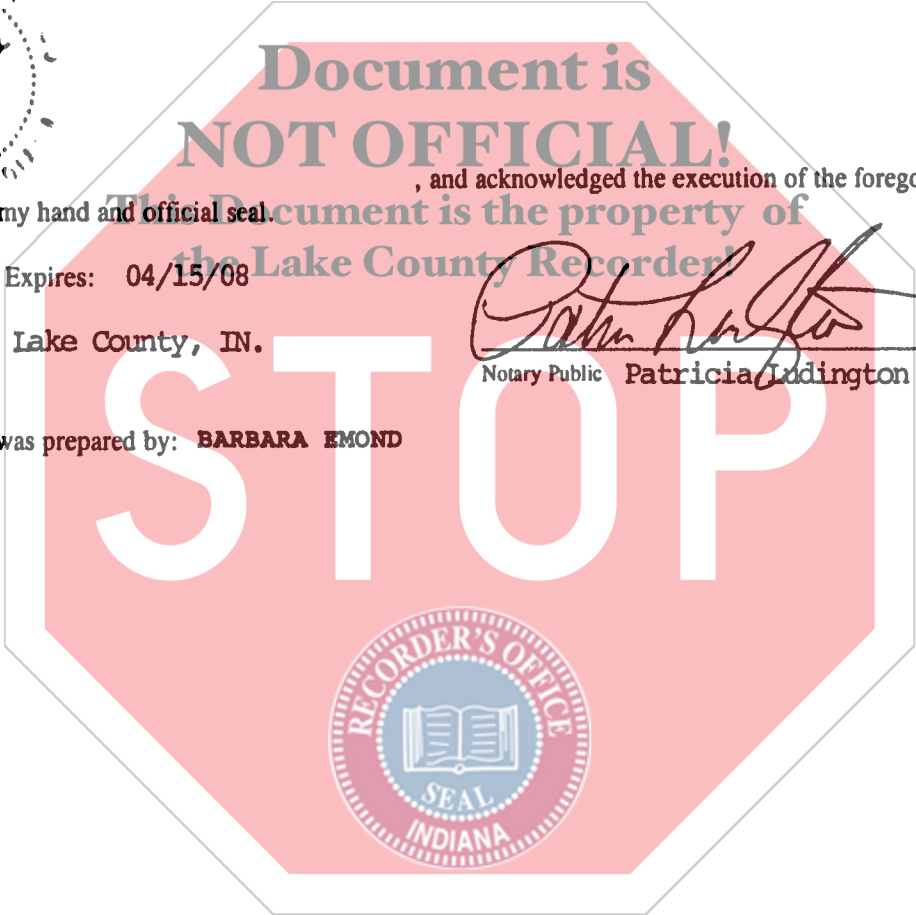 Document is
NOT OFFICIAL!
, and acknowledged the execution of the forego
This Document is the property of
my hand and official seal.
the Lake County Recorder!
Expires: 04/15/08
Lake County, IN.
STOP
Notary Public Patricia Ludington
was prepared by: BARBARA EMOND
RECORDER'S OFFICE
SEAL
INDIANA